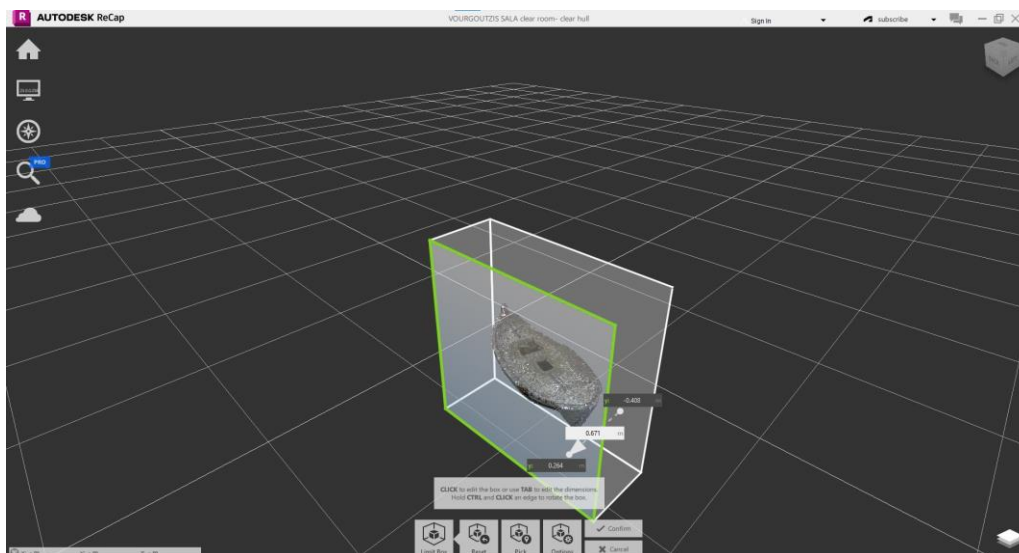 R AUTODESK ReCap
VOURGOUTZIS SALA clear room- clear hull
Sign In
subscribe
PRO
-0.408
0.671
0.264
CLICK to edit the box or use TAB to edit the dimensions.
Hold CTRL and CLICK an edge to rotate the box.
Limit Box
Reset
Pick
Options
Confirm
Cancel